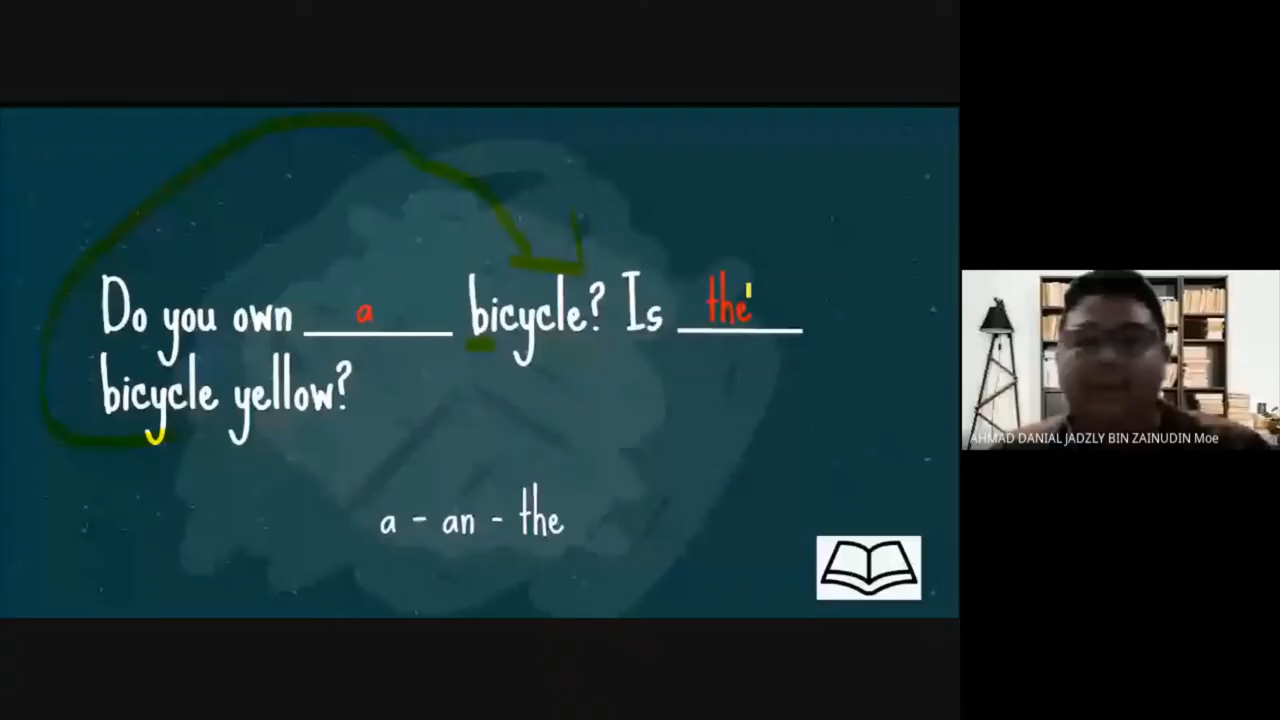 Do you own a bicycle? Is the
bicycle yellow?
a - an - the
AHMAD DANIAL JADZLY BIN ZAINUDIN Moe